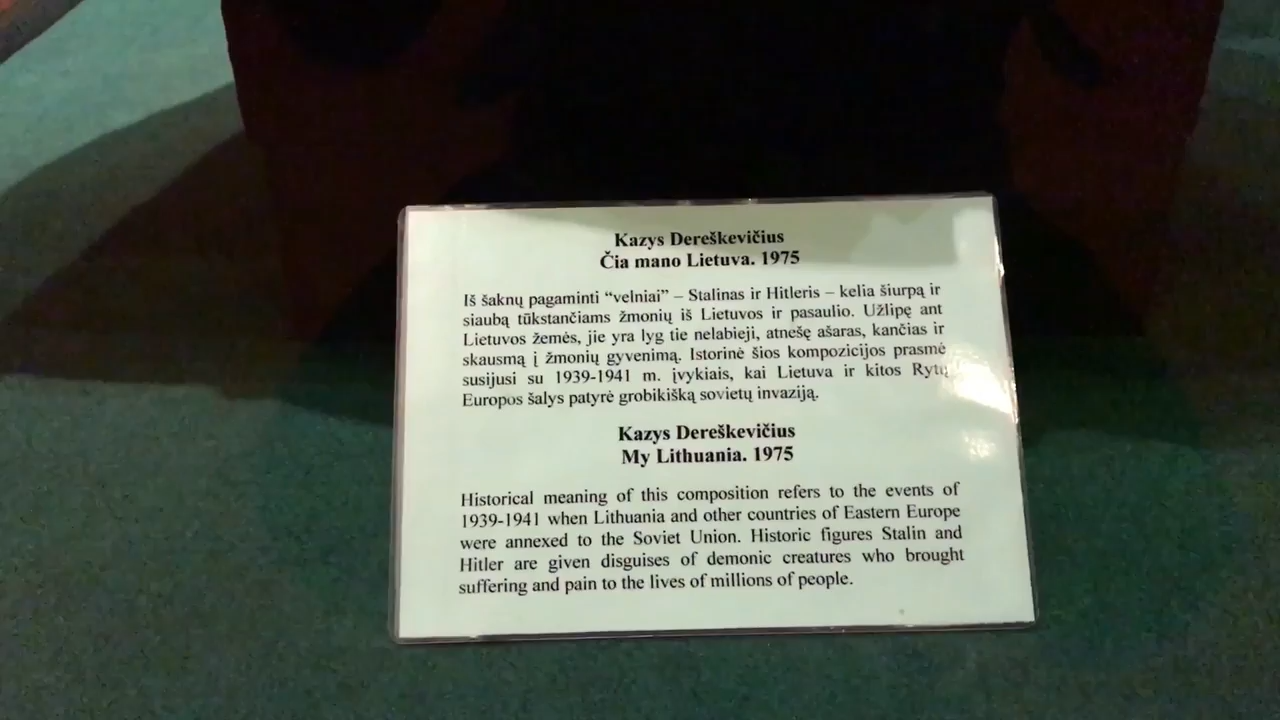 Kazys Dereškevičius
Čia mano Lietuva. 1975
Iš šaknų pagaminti “velniai” – Stalinas ir Hitleris – kelia šiurpą ir
siaubą tūkstančiams žmonių iš Lietuvos ir pasaulio. Užlipę ant
Lietuvos žemės, jie yra lyg tie nelabieji, atnešę ašaras, kančias ir
skausmą į žmonių gyvenimą. Istorinė šios kompozicijos prasmė
susijusi su 1939-1941 m. įvykiais, kai Lietuva ir kitos Rytų
Europos šalys patyrė grobikišką sovietų invaziją.
Kazys Dereškevičius
My Lithuania. 1975
Historical meaning of this composition refers to the events of
1939-1941 when Lithuania and other countries of Eastern Europe
were annexed to the Soviet Union. Historic figures Stalin and
Hitler are given disguises of demonic creatures who brought
suffering and pain to the lives of millions of people.